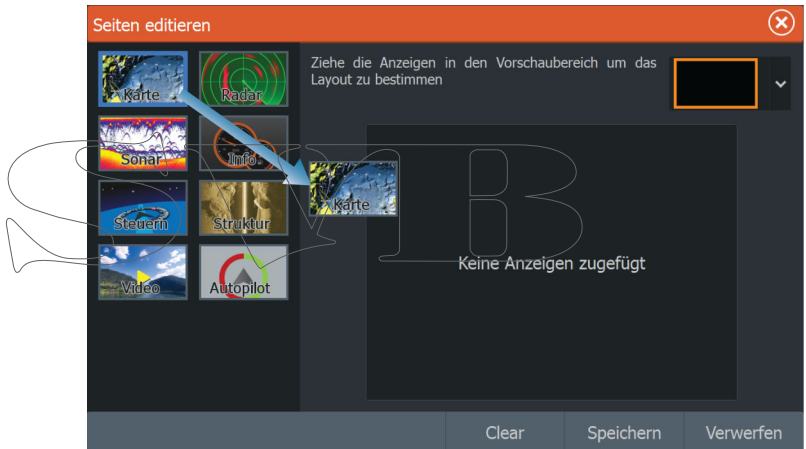 Seiten editieren
Karte
Radar
Ziehe die Anzeigen in den Vorschaubereich um das
Layout zu bestimmen
Sonar
Info
Karte
Steuern
Struktur
Keine Anzeigen zugefügt
Video
Autopilot
Clear
Speichern
Verwerfen